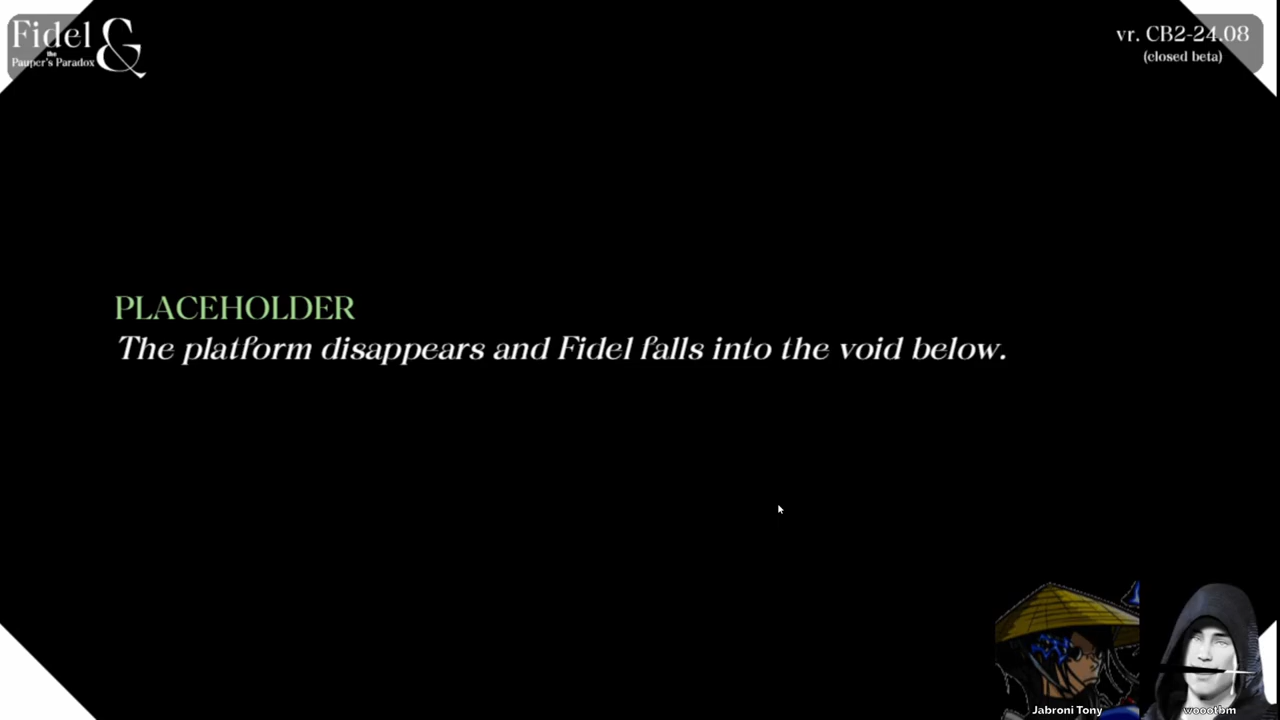 Fidel
the
Pauper's Paradox
&
vr. CB2-24.08
(closed beta)
PLACEHOLDER
The platform disappears and Fidel falls into the void below.
Jabroni Tony
woootbm